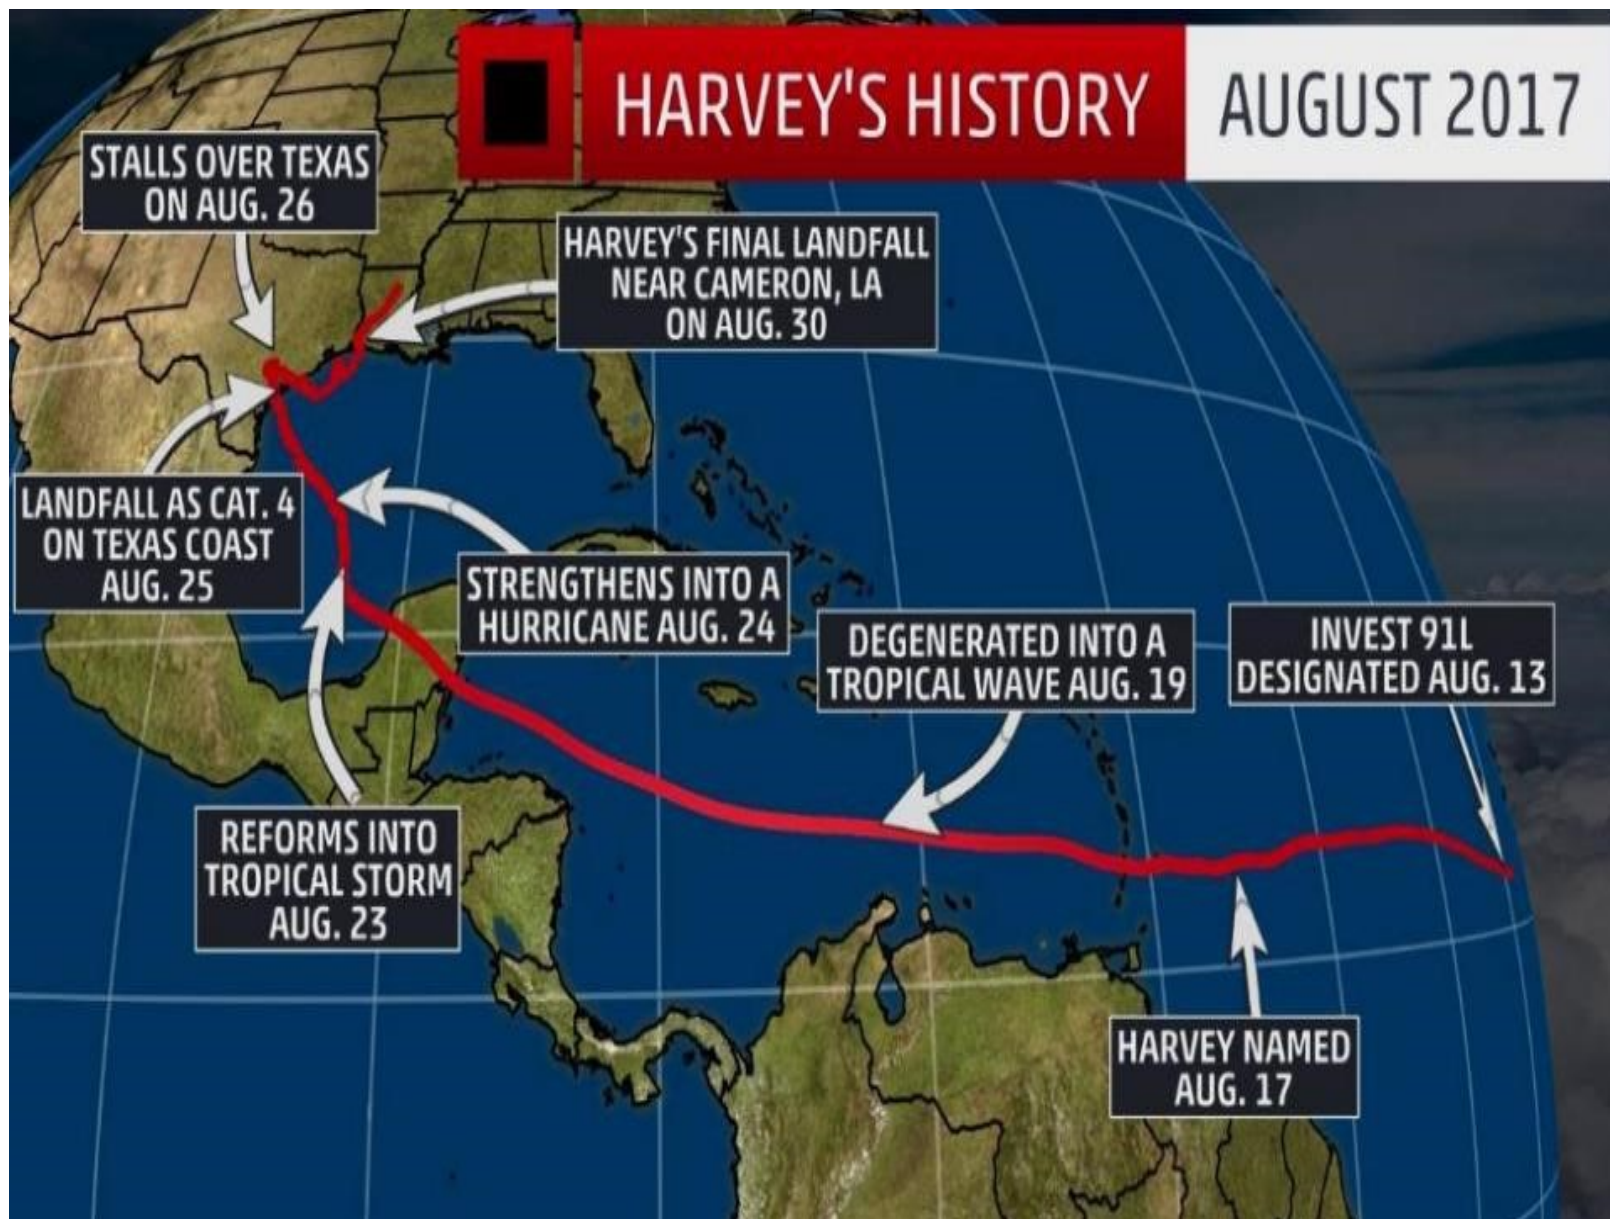 HARVEY'S HISTORY
AUGUST 2017
STALLS OVER TEXAS
ON AUG. 26
HARVEY'S FINAL LANDFALL
NEAR CAMERON, LA
ON AUG. 30
LANDFALL AS CAT. 4
ON TEXAS COAST
AUG. 25
STRENGTHENS INTO A
HURRICANE AUG. 24
DEGENERATED INTO A
TROPICAL WAVE AUG. 19
INVEST 91L
DESIGNATED AUG. 13
REFORMS INTO
TROPICAL STORM
AUG. 23
HARVEY NAMED
AUG. 17